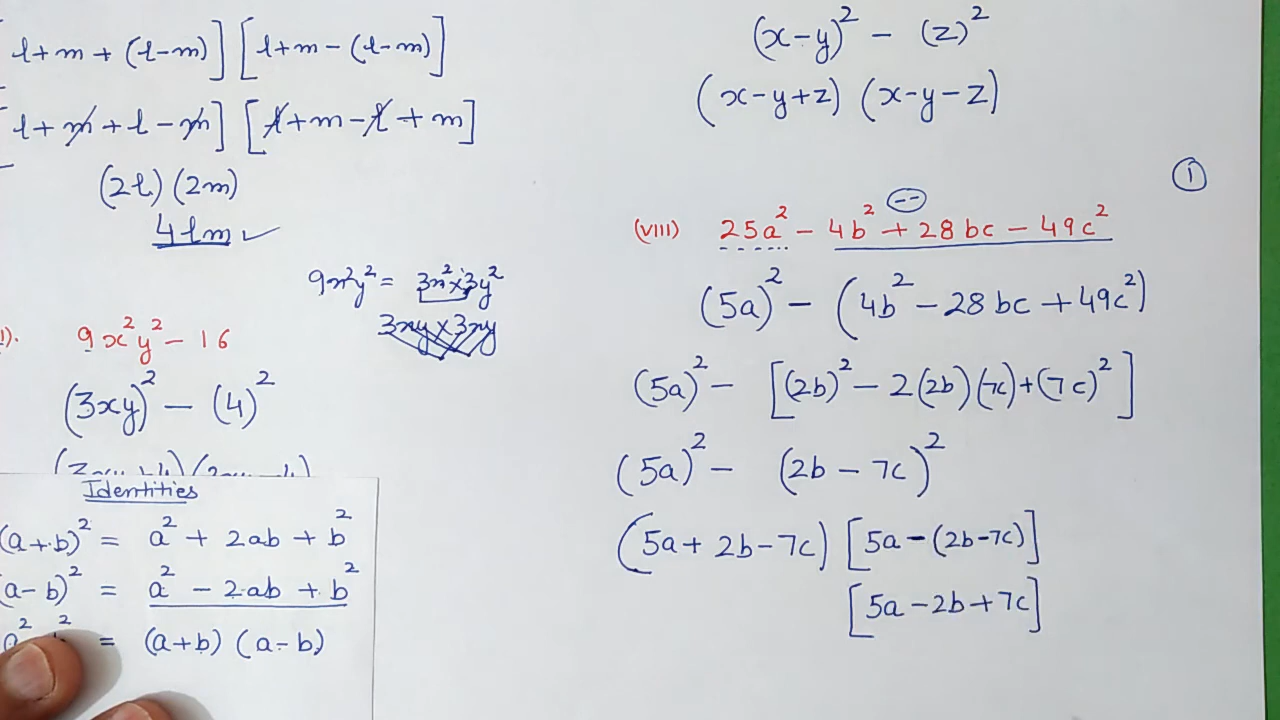 [l+m+(l-m)] [l+m-(l-m)]
l+m+l-m] [l+m-l+m]
(2l)(2m)
4lm ✓
9x²y² = 3x²×3y²
3xy×3xy
I). 9x²y² - 16
(3xy)² - (4)²
Identities
(a+b)² = a² + 2ab + b²
(a-b)² = a² - 2ab + b²
= (a+b) (a-b)
(x-y)² - (z)²
(x-y+z) (x-y-z)
1
(VIII) 25a² - 4b² + 28bc - 49c²
(5a)² - (4b² - 28bc + 49c²)
(5a)² - [(2b)² - 2(2b)(7c)+(7c)²]
(5a)² - (2b - 7c)²
(5a + 2b - 7c) [5a-(2b-7c)]
[5a-2b+7c]